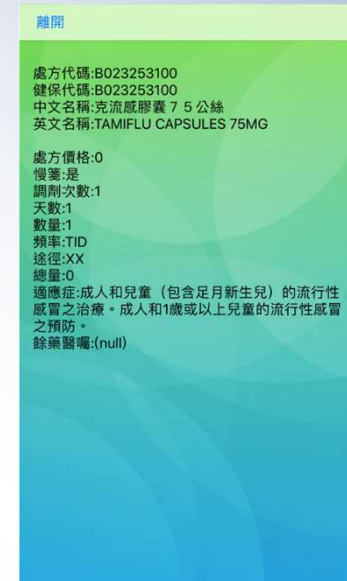 離開
處方代碼:B023253100
健保代碼:B023253100
中文名稱:克流感膠囊７５公絲
英文名稱:TAMIFLU CAPSULES 75MG
處方價格:0
慢箋:是
調劑次數:1
天數:1
數量:1
頻率:TID
途徑:XX
總量:0
適應症:成人和兒童（包含足月新生兒）的流行性
感冒之治療。成人和1歲或以上兒童的流行性感冒
之預防。
餘藥醫囑:(null)